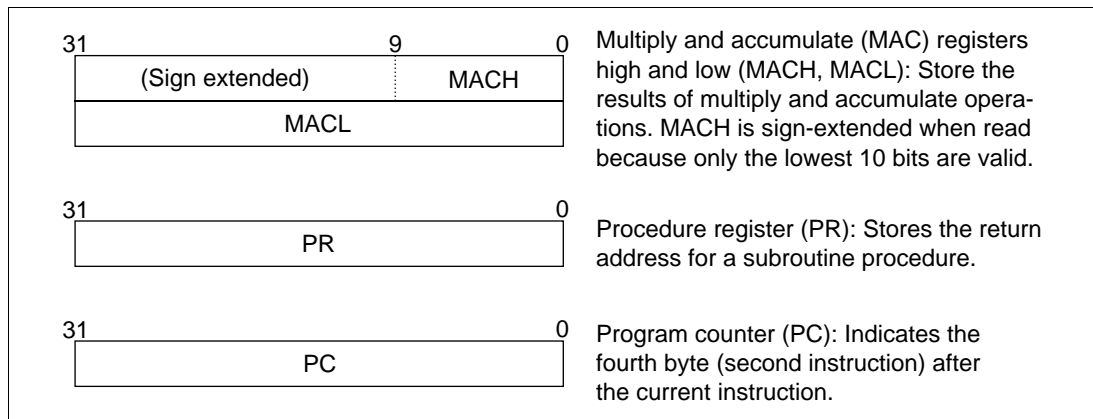 31 9 0
(Sign extended) MACH
MACL
Multiply and accumulate (MAC) registers
high and low (MACH, MACL): Store the
results of multiply and accumulate opera-
tions. MACH is sign-extended when read
because only the lowest 10 bits are valid.
31 0
PR
Procedure register (PR): Stores the return
address for a subroutine procedure.
31 0
PC
Program counter (PC): Indicates the
fourth byte (second instruction) after
the current instruction.